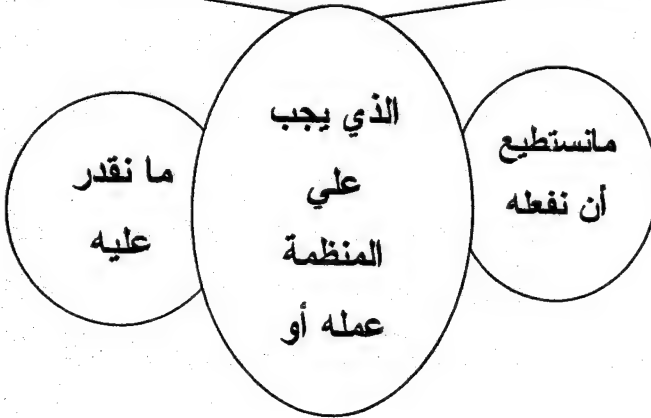 مانستطيع
أن نفعله
الذي يجب
علي
المنظمة
عمله أو
ما نقدر
عليه